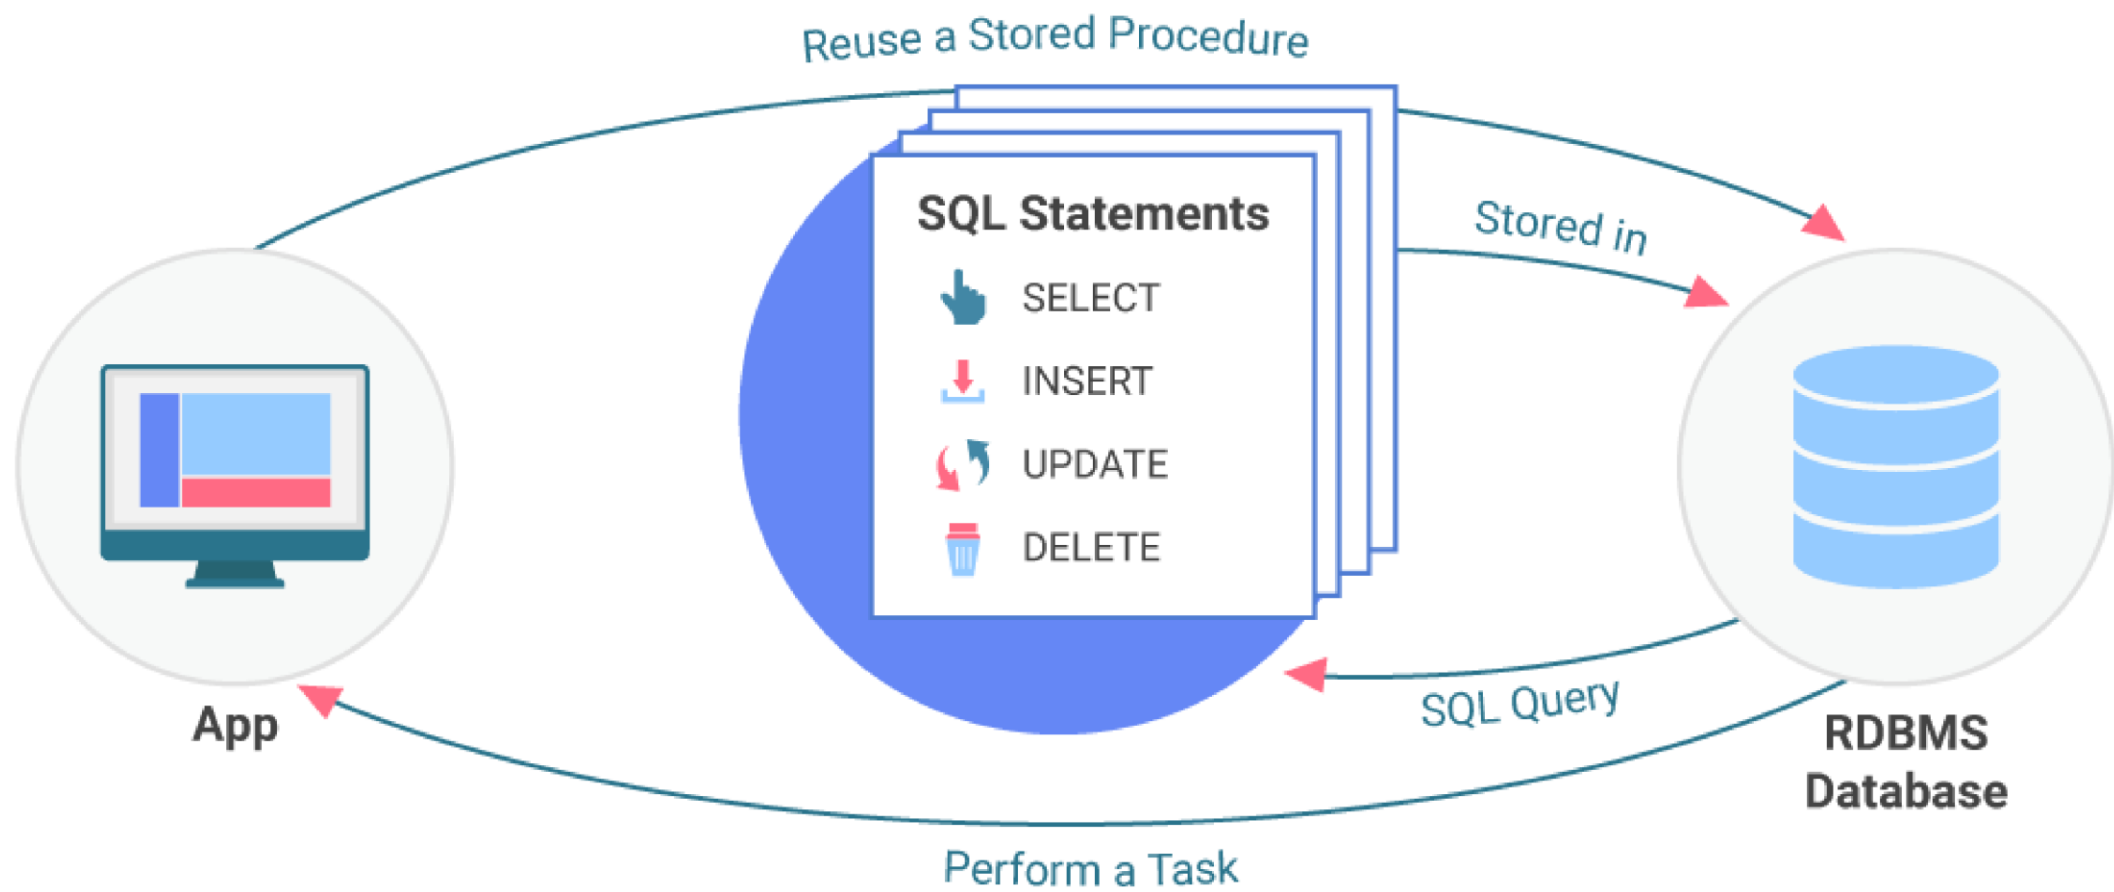 Reuse a Stored Procedure
SQL Statements
SELECT
INSERT
UPDATE
DELETE
Stored in
SQL Query
App
RDBMS
Database
Perform a Task